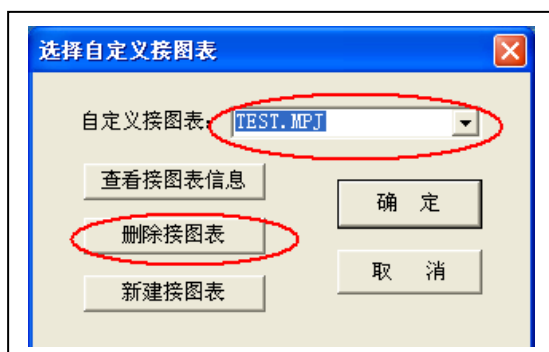 选择自定义接图表
自定义接图表： TEST.MPJ
查看接图表信息
确 定
删除接图表
取 消
新建接图表